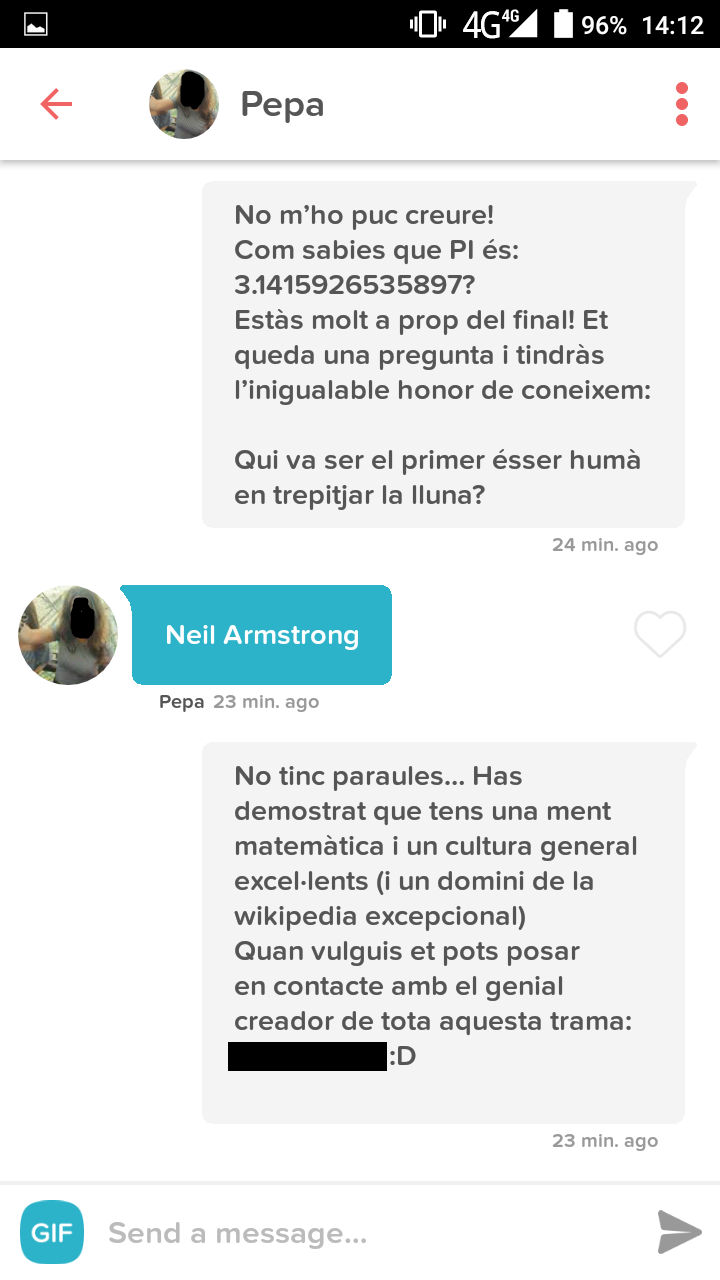 4G 4G 96% 14:12
Pepa
No m’ho puc creure!
Com sabies que PI és:
3.1415926535897?
Estàs molt a prop del final! Et
queda una pregunta i tindràs
l’inigualable honor de coneixem:
Qui va ser el primer ésser humà
en trepitjar la lluna?
24 min. ago
Neil Armstrong
Pepa 23 min. ago
No tinc paraules... Has
demostrat que tens una ment
matemàtica i un cultura general
excel·lents (i un domini de la
wikipedia excepcional)
Quan vulguis et pots posar
en contacte amb el genial
creador de tota aquesta trama:
:D
23 min. ago
GIF Send a message...